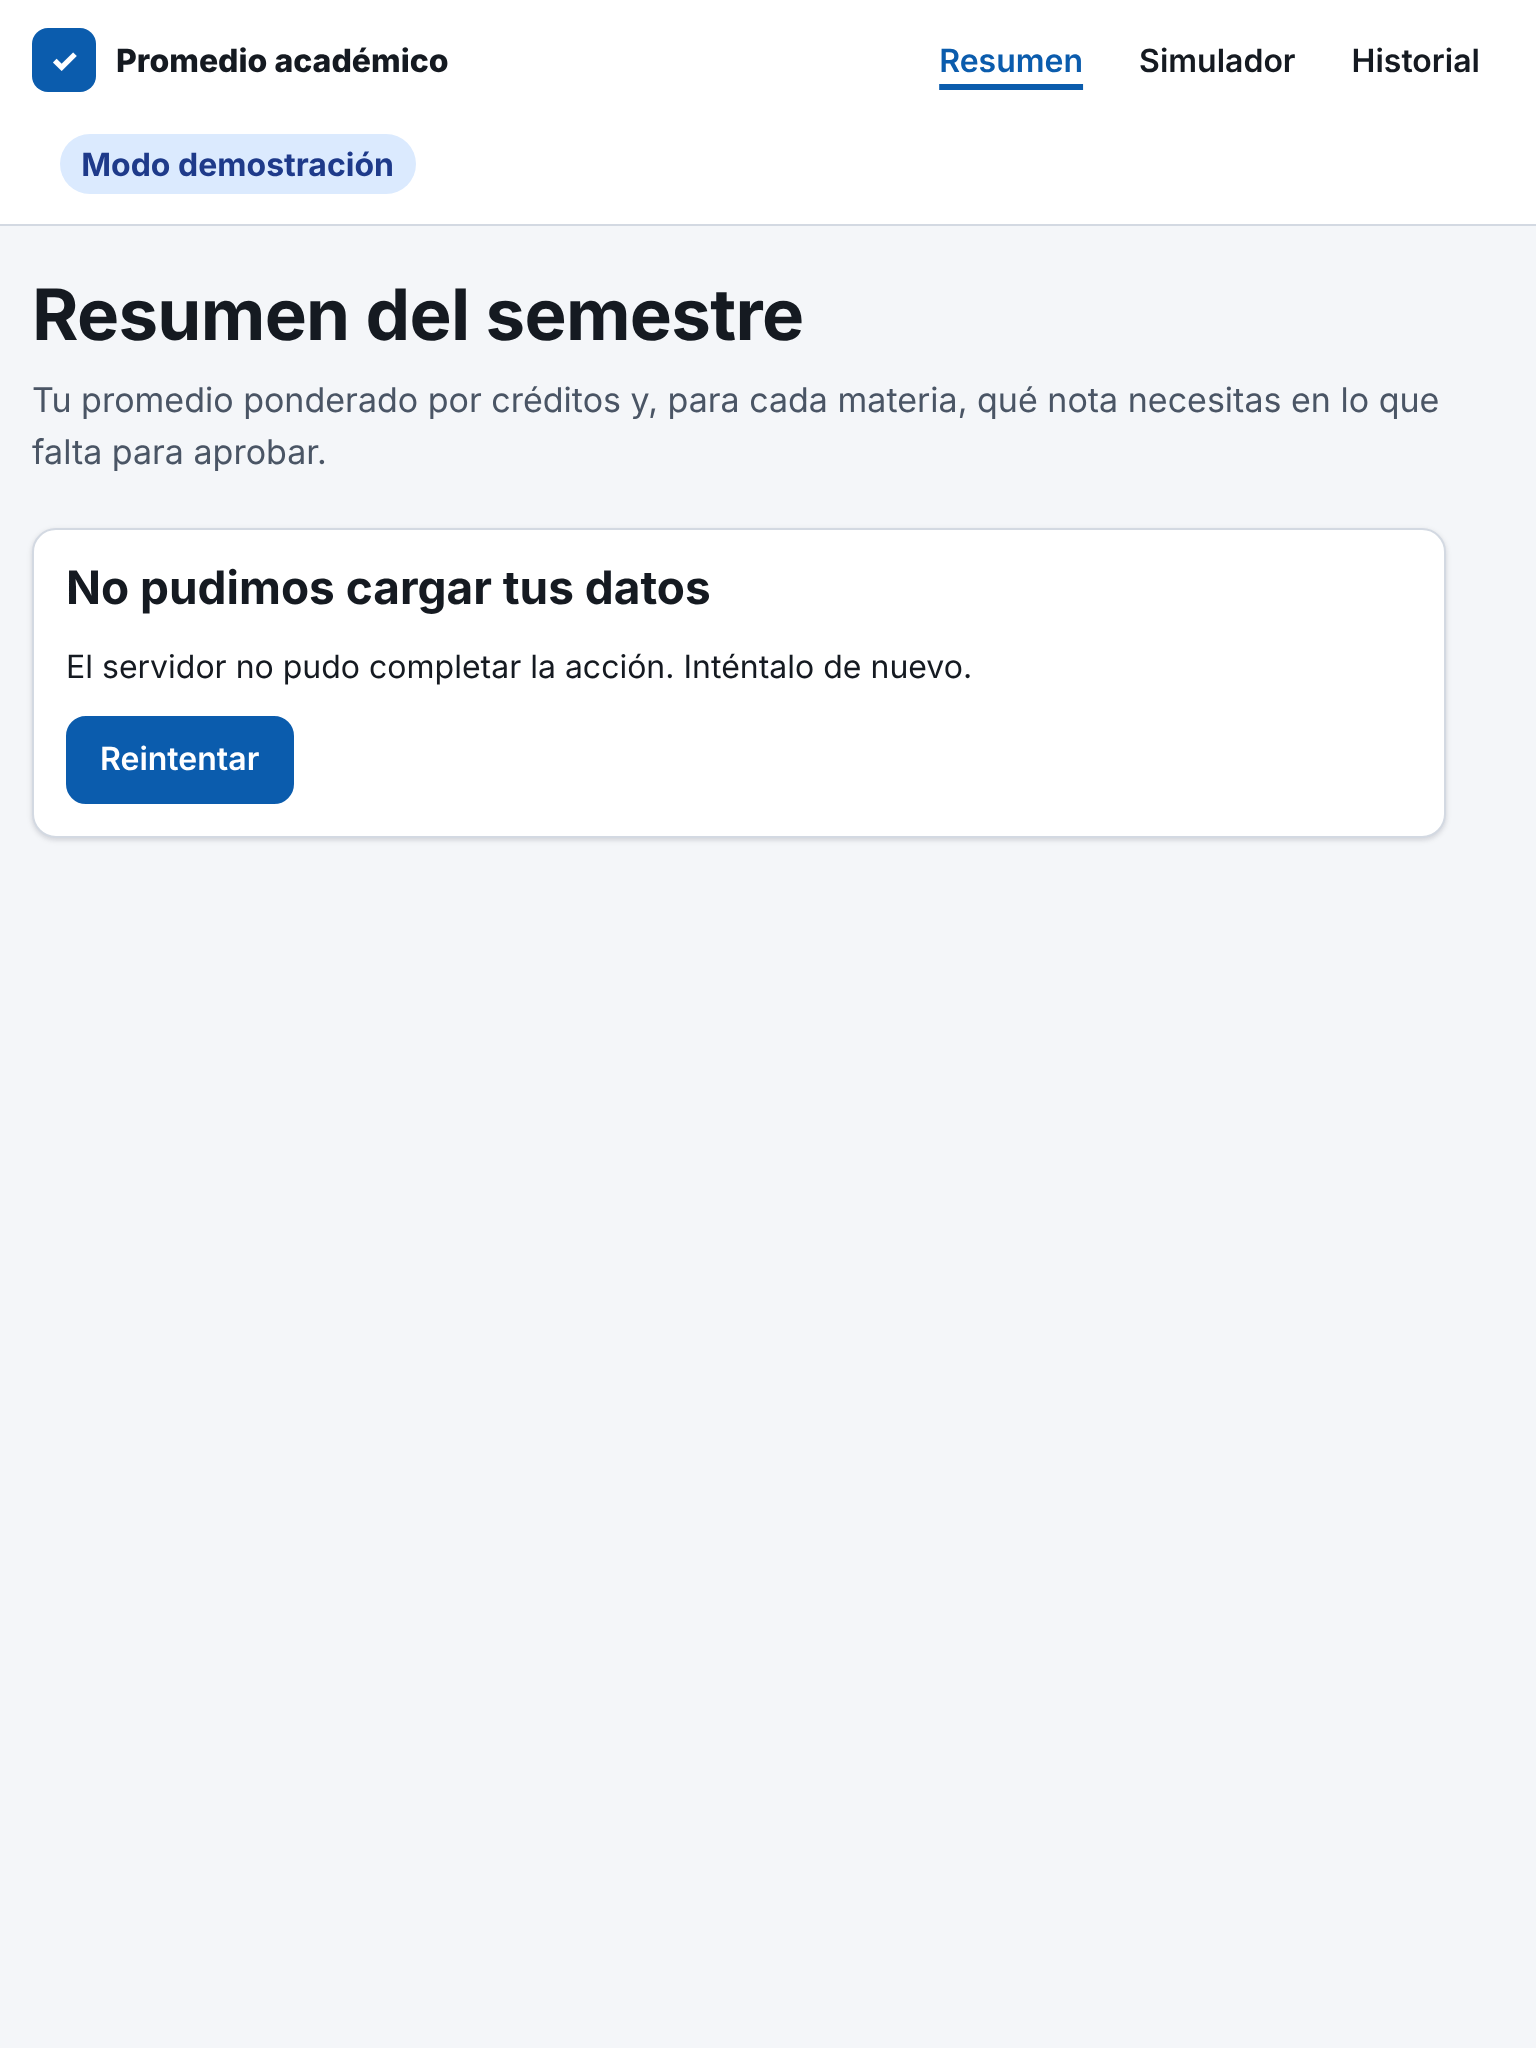 Promedio académico
Resumen
Simulador
Historial
Modo demostración
Resumen del semestre
Tu promedio ponderado por créditos y, para cada materia, qué nota necesitas en lo que
falta para aprobar.
No pudimos cargar tus datos
El servidor no pudo completar la acción. Inténtalo de nuevo.
Reintentar